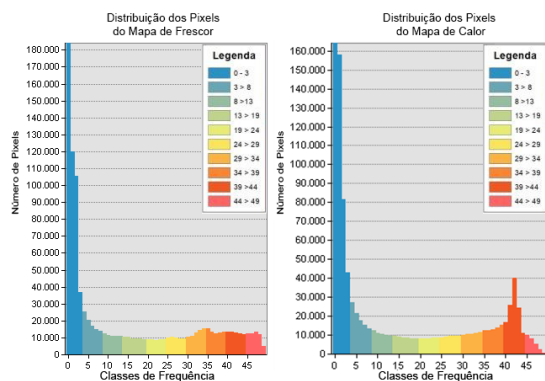 Distribuição dos Pixels
do Mapa de Frescor
Número de Pixels
180.000
170.000
160.000
150.000
140.000
130.000
120.000
110.000
100.000
90.000
80.000
70.000
60.000
50.000
40.000
30.000
20.000
10.000
0
Legenda
0 - 3
3 > 8
8 >13
13 > 19
19 > 24
24 > 29
29 > 34
34 > 39
39 >44
44 > 49
0 5 10 15 20 25 30 35 40 45
Classes de Frequência
Distribuição dos Pixels
do Mapa de Calor
Número de Pixels
160.000
150.000
140.000
130.000
120.000
110.000
100.000
90.000
80.000
70.000
60.000
50.000
40.000
30.000
20.000
10.000
0
Legenda
0 - 3
3 > 8
8 >13
13 > 19
19 > 24
24 > 29
29 > 34
34 > 39
39 >44
44 > 49
0 5 10 15 20 25 30 35 40 45
Classes de Frequência